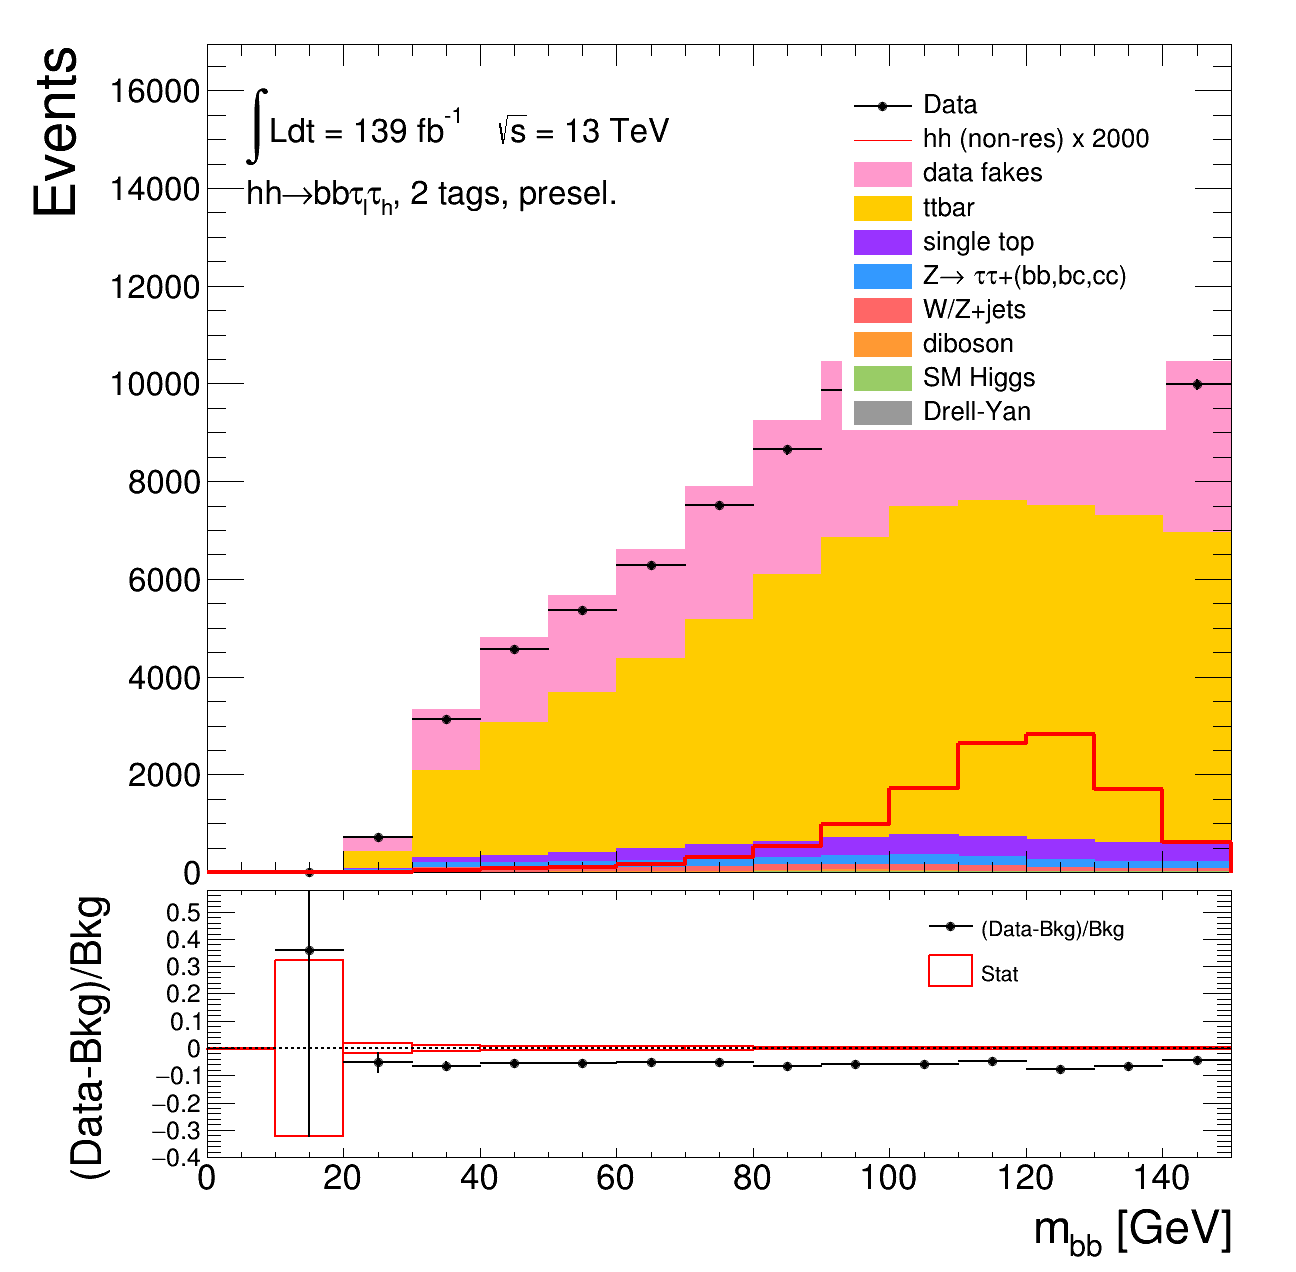 Events
16000
14000
12000
10000
8000
6000
4000
2000
0
∫Ldt = 139 fb⁻¹ √s = 13 TeV
hh→bbτ_lτ_h, 2 tags, presel.
Data
hh (non-res) x 2000
data fakes
ttbar
single top
Z→ ττ+(bb,bc,cc)
W/Z+jets
diboson
SM Higgs
Drell-Yan
(Data-Bkg)/Bkg
0.5
0.4
0.3
0.2
0.1
0
−0.1
−0.2
−0.3
−0.4
(Data-Bkg)/Bkg
Stat
0 20 40 60 80 100 120 140
m_bb [GeV]